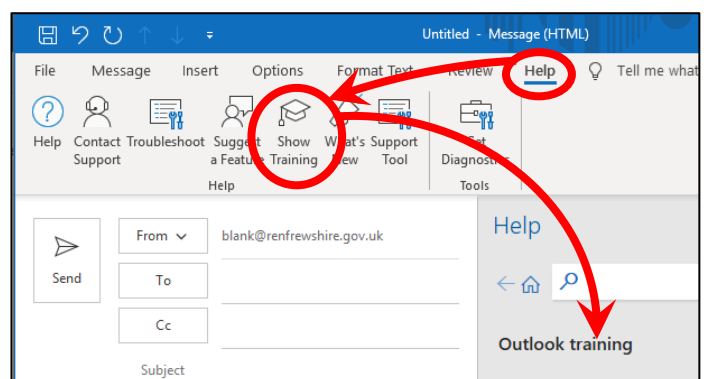 Untitled - Message (HTML)
File Message Insert Options Format Text Review Help Tell me what
Help Contact Support Troubleshoot Suggest a Feature Show Training What's New Support Tool Get Diagnostics
Help Tools
From blank@renfrewshire.gov.uk
Send To
Cc
Subject
Help
Outlook training